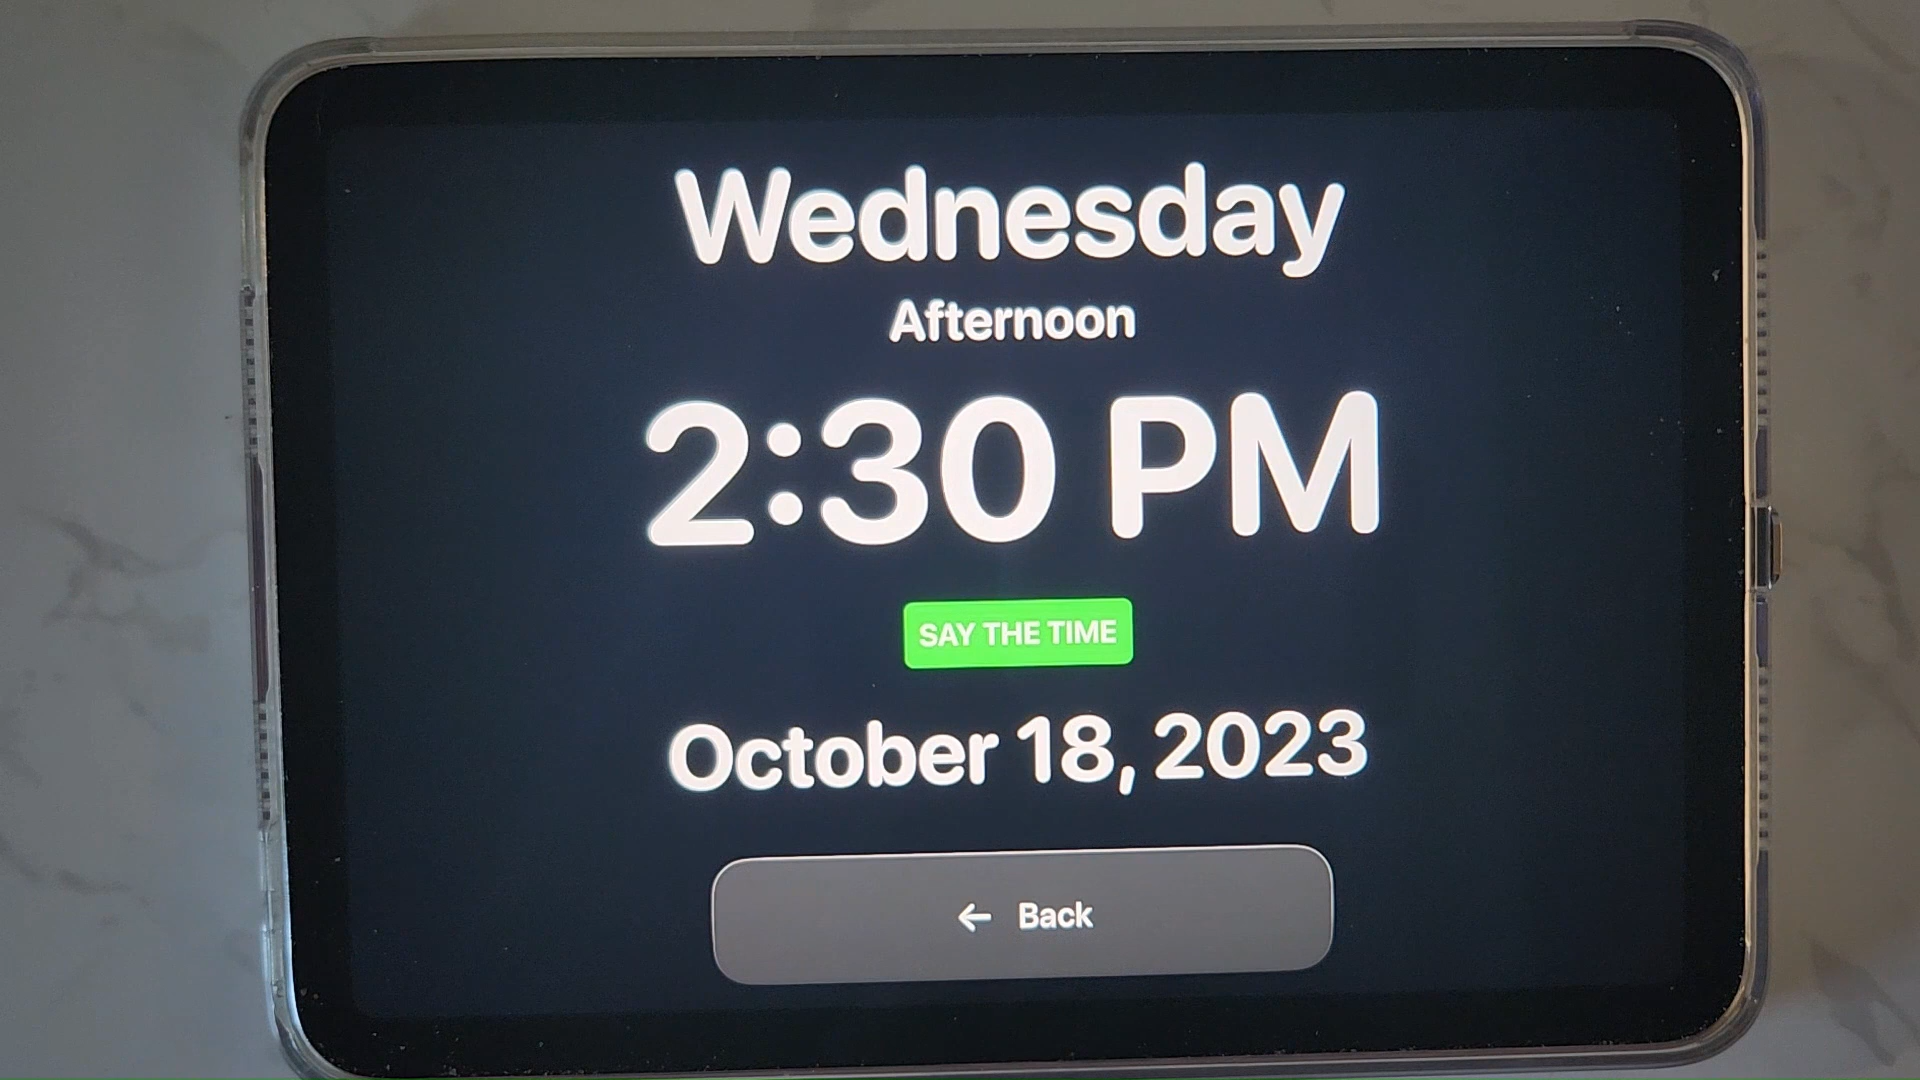 Wednesday
Afternoon
2:30 PM
SAY THE TIME
October 18, 2023
← Back